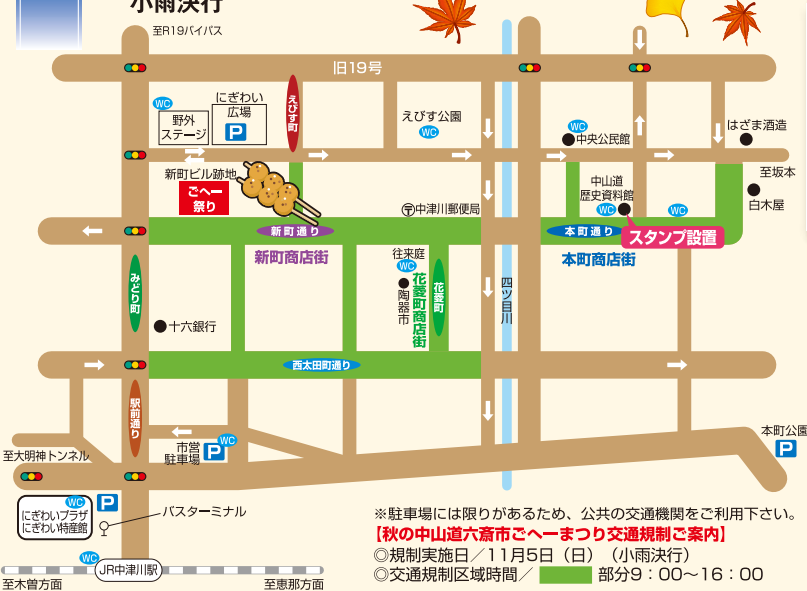 小雨決行
至R19バイパス
旧19号
WC
野外
ステージ
にぎわい
広場
P
えびす町
えびす公園
WC
WC
中央公民館
はざま酒造
至坂本
白木屋
新町ビル跡地
ごへー
祭り
〒中津川郵便局
中山道
歴史資料館
WC
WC
新町通り
新町商店街
本町通り
スタンプ設置
本町商店街
往来庭
WC
陶器市
花菱町商店街
花菱町
四ツ目川
みどり町
十六銀行
西太田町通り
駅前通り
市営
駐車場
P
WC
至大明神トンネル
本町公園
P
WC
にぎわいプラザ
にぎわい特産館
P
バスターミナル
WC
JR中津川駅
至木曽方面
至恵那方面
※駐車場には限りがあるため、公共の交通機関をご利用下さい。
【秋の中山道六斎市ごへーまつり交通規制ご案内】
◎規制実施日／11月5日（日）（小雨決行）
◎交通規制区域時間／ 部分9：00〜16：00